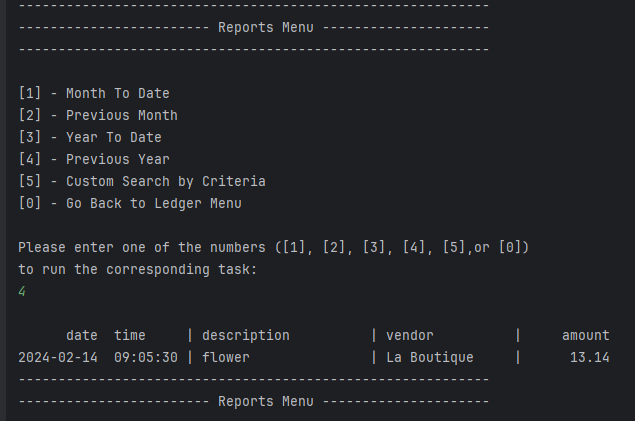 -----------------------------------------------------------
------------------------ Reports Menu ---------------------
-----------------------------------------------------------
[1] - Month To Date
[2] - Previous Month
[3] - Year To Date
[4] - Previous Year
[5] - Custom Search by Criteria
[0] - Go Back to Ledger Menu
Please enter one of the numbers ([1], [2], [3], [4], [5],or [0])
to run the corresponding task:
4
      date  time     | description          | vendor          |     amount
2024-02-14  09:05:30 | flower               | La Boutique     |      13.14
-----------------------------------------------------------
------------------------ Reports Menu ---------------------